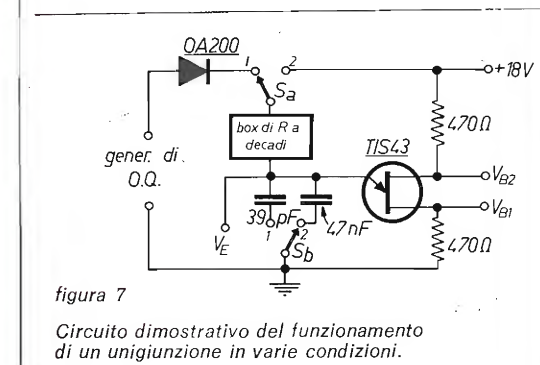 OA200
1
2
+18V
Sa
box di R a
decadi
470Ω
TIS43
gener. di
O.Q.
VB2
VB1
39pF
47nF
1
2
VE
Sb
470Ω
figura 7
Circuito dimostrativo del funzionamento
di un unigiunzione in varie condizioni.